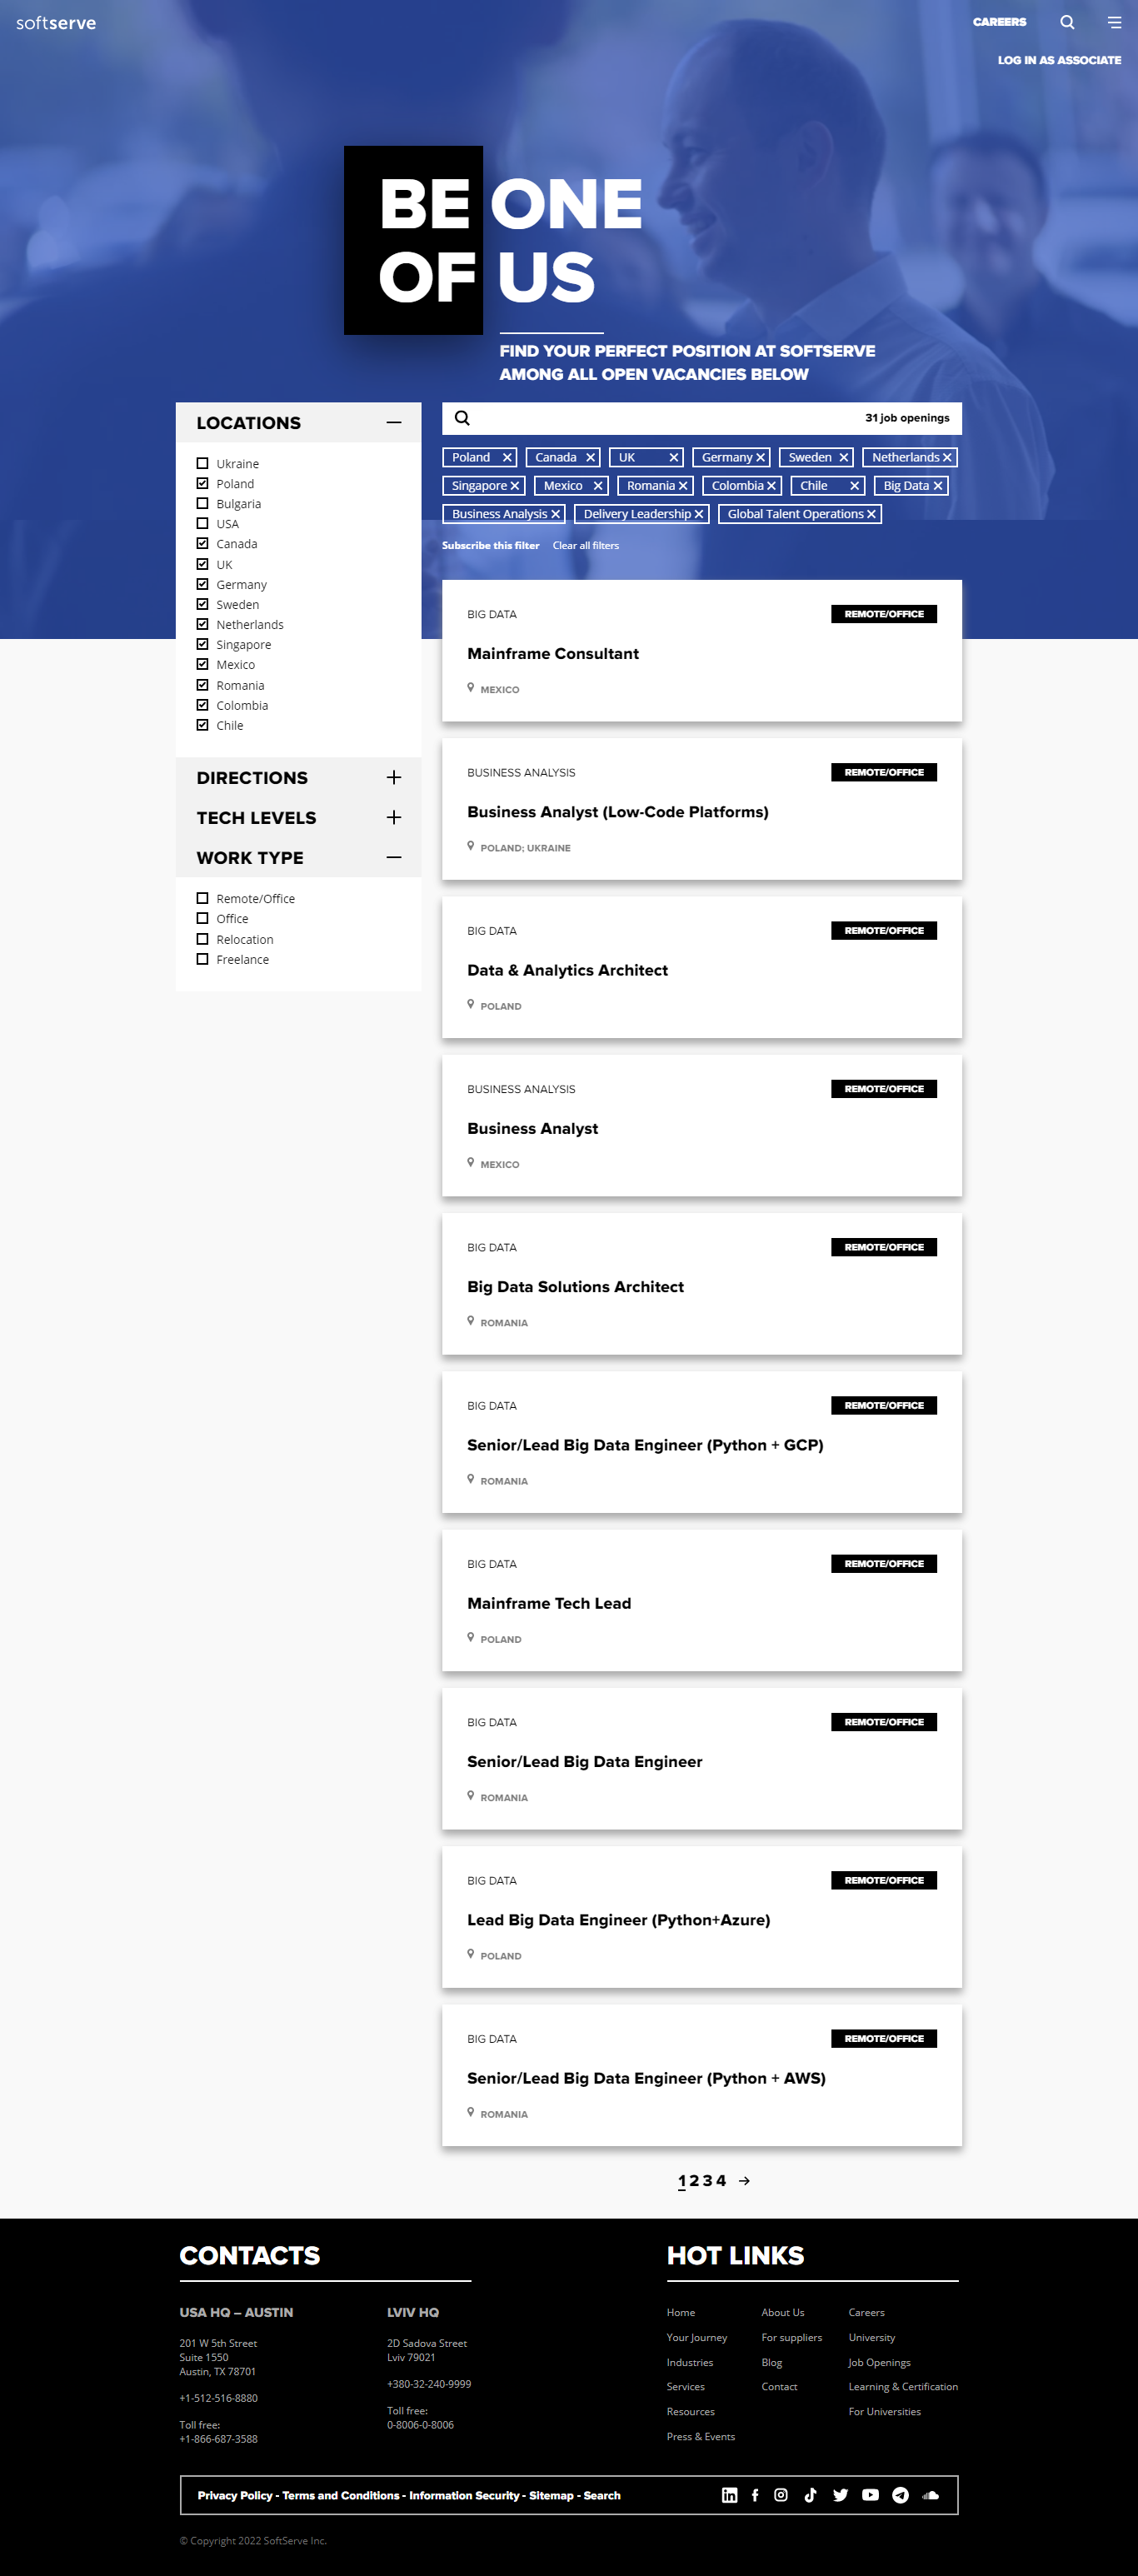 softserve
CAREERS
LOG IN AS ASSOCIATE
BE ONE
OF US
FIND YOUR PERFECT POSITION AT SOFTSERVE
AMONG ALL OPEN VACANCIES BELOW
LOCATIONS
Ukraine
Poland
Bulgaria
USA
Canada
UK
Germany
Sweden
Netherlands
Singapore
Mexico
Romania
Colombia
Chile
DIRECTIONS
TECH LEVELS
WORK TYPE
Remote/Office
Office
Relocation
Freelance
31 job openings
Poland Canada UK Germany Sweden Netherlands
Singapore Mexico Romania Colombia Chile Big Data
Business Analysis Delivery Leadership Global Talent Operations
Subscribe this filter Clear all filters
BIG DATA REMOTE/OFFICE
Mainframe Consultant
MEXICO
BUSINESS ANALYSIS REMOTE/OFFICE
Business Analyst (Low-Code Platforms)
POLAND; UKRAINE
BIG DATA REMOTE/OFFICE
Data & Analytics Architect
POLAND
BUSINESS ANALYSIS REMOTE/OFFICE
Business Analyst
MEXICO
BIG DATA REMOTE/OFFICE
Big Data Solutions Architect
ROMANIA
BIG DATA REMOTE/OFFICE
Senior/Lead Big Data Engineer (Python + GCP)
ROMANIA
BIG DATA REMOTE/OFFICE
Mainframe Tech Lead
POLAND
BIG DATA REMOTE/OFFICE
Senior/Lead Big Data Engineer
ROMANIA
BIG DATA REMOTE/OFFICE
Lead Big Data Engineer (Python+Azure)
POLAND
BIG DATA REMOTE/OFFICE
Senior/Lead Big Data Engineer (Python + AWS)
ROMANIA
1 2 3 4
CONTACTS
USA HQ – AUSTIN
201 W 5th Street
Suite 1550
Austin, TX 78701
+1-512-516-8880
Toll free:
+1-866-687-3588
LVIV HQ
2D Sadova Street
Lviv 79021
+380-32-240-9999
Toll free:
0-8006-0-8006
HOT LINKS
Home
Your Journey
Industries
Services
Resources
Press & Events
About Us
For suppliers
Blog
Contact
Careers
University
Job Openings
Learning & Certification
For Universities
Privacy Policy - Terms and Conditions - Information Security - Sitemap - Search
© Copyright 2022 SoftServe Inc.